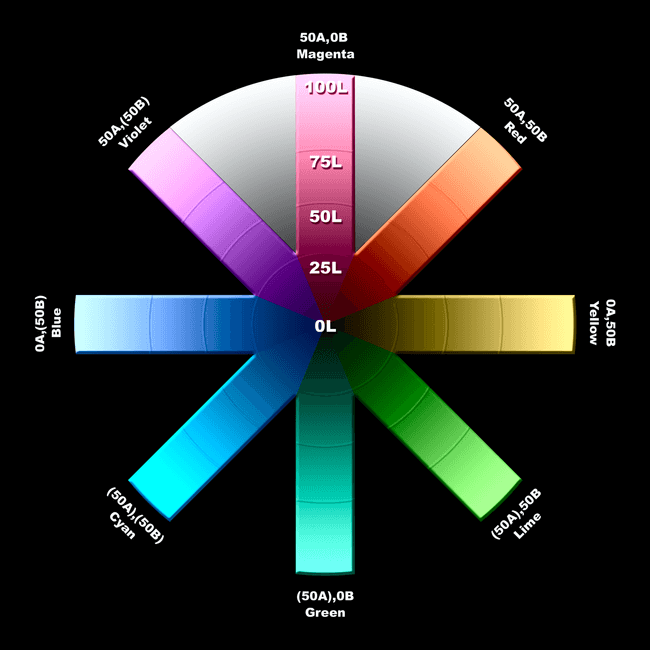 50A,0B
Magenta
100L
75L
50L
25L
0L
50A,(50B)
Violet
50A,50B
Red
0A,(50B)
Blue
0A,50B
Yellow
(50A),(50B)
Cyan
(50A),50B
Lime
(50A),0B
Green